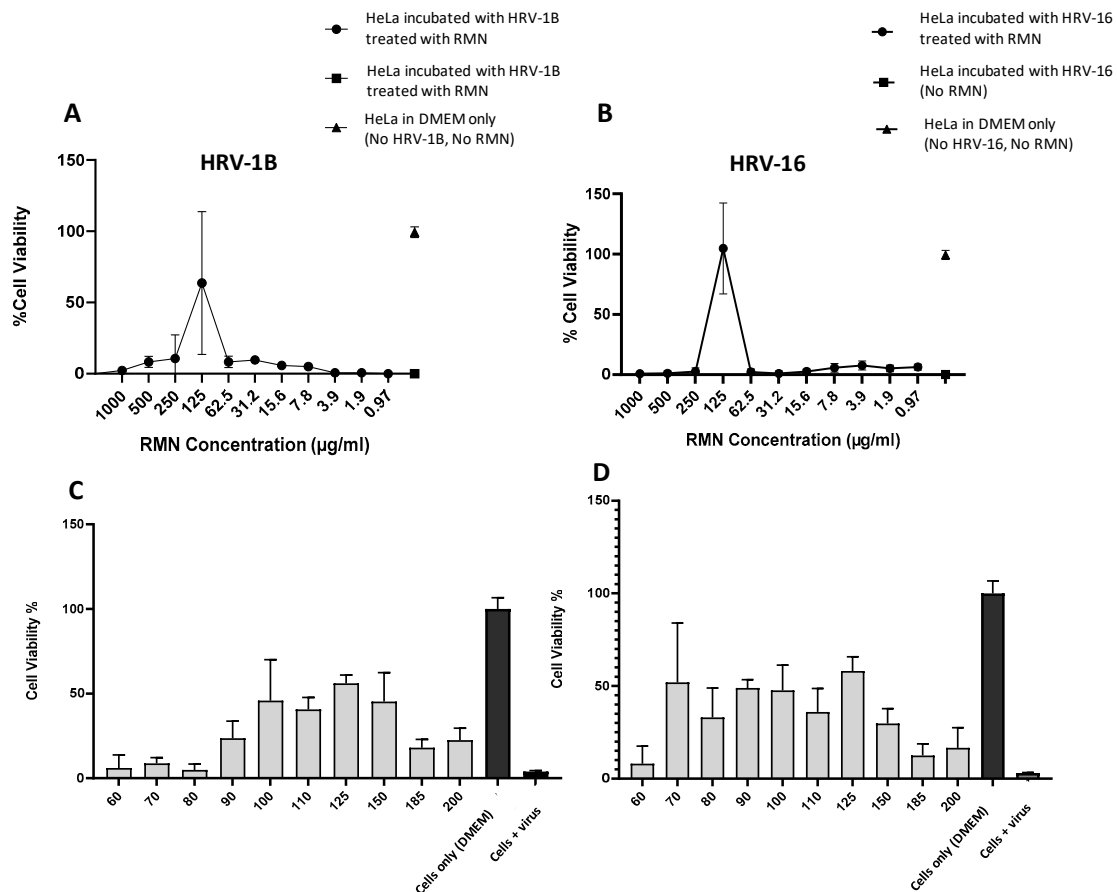 HeLa incubated with HRV-1B
treated with RMN
HeLa incubated with HRV-1B
treated with RMN
HeLa in DMEM only
(No HRV-1B, No RMN)
A
HRV-1B
%Cell Viability
150
100
50
0
1000
500
250
125
62.5
31.2
15.6
7.8
3.9
1.9
0.97
RMN Concentration (µg/ml)
HeLa incubated with HRV-16
treated with RMN
HeLa incubated with HRV-16
(No RMN)
HeLa in DMEM only
(No HRV-16, No RMN)
B
HRV-16
% Cell Viability
150
100
50
0
1000
500
250
125
62.5
31.2
15.6
7.8
3.9
1.9
0.97
RMN Concentration (µg/ml)
C
Cell Viability %
150
100
50
0
60
70
80
90
100
110
125
150
185
200
Cells only (DMEM)
Cells + virus
D
Cell Viability %
150
100
50
0
60
70
80
90
100
110
125
150
185
200
Cells only (DMEM)
Cells + virus